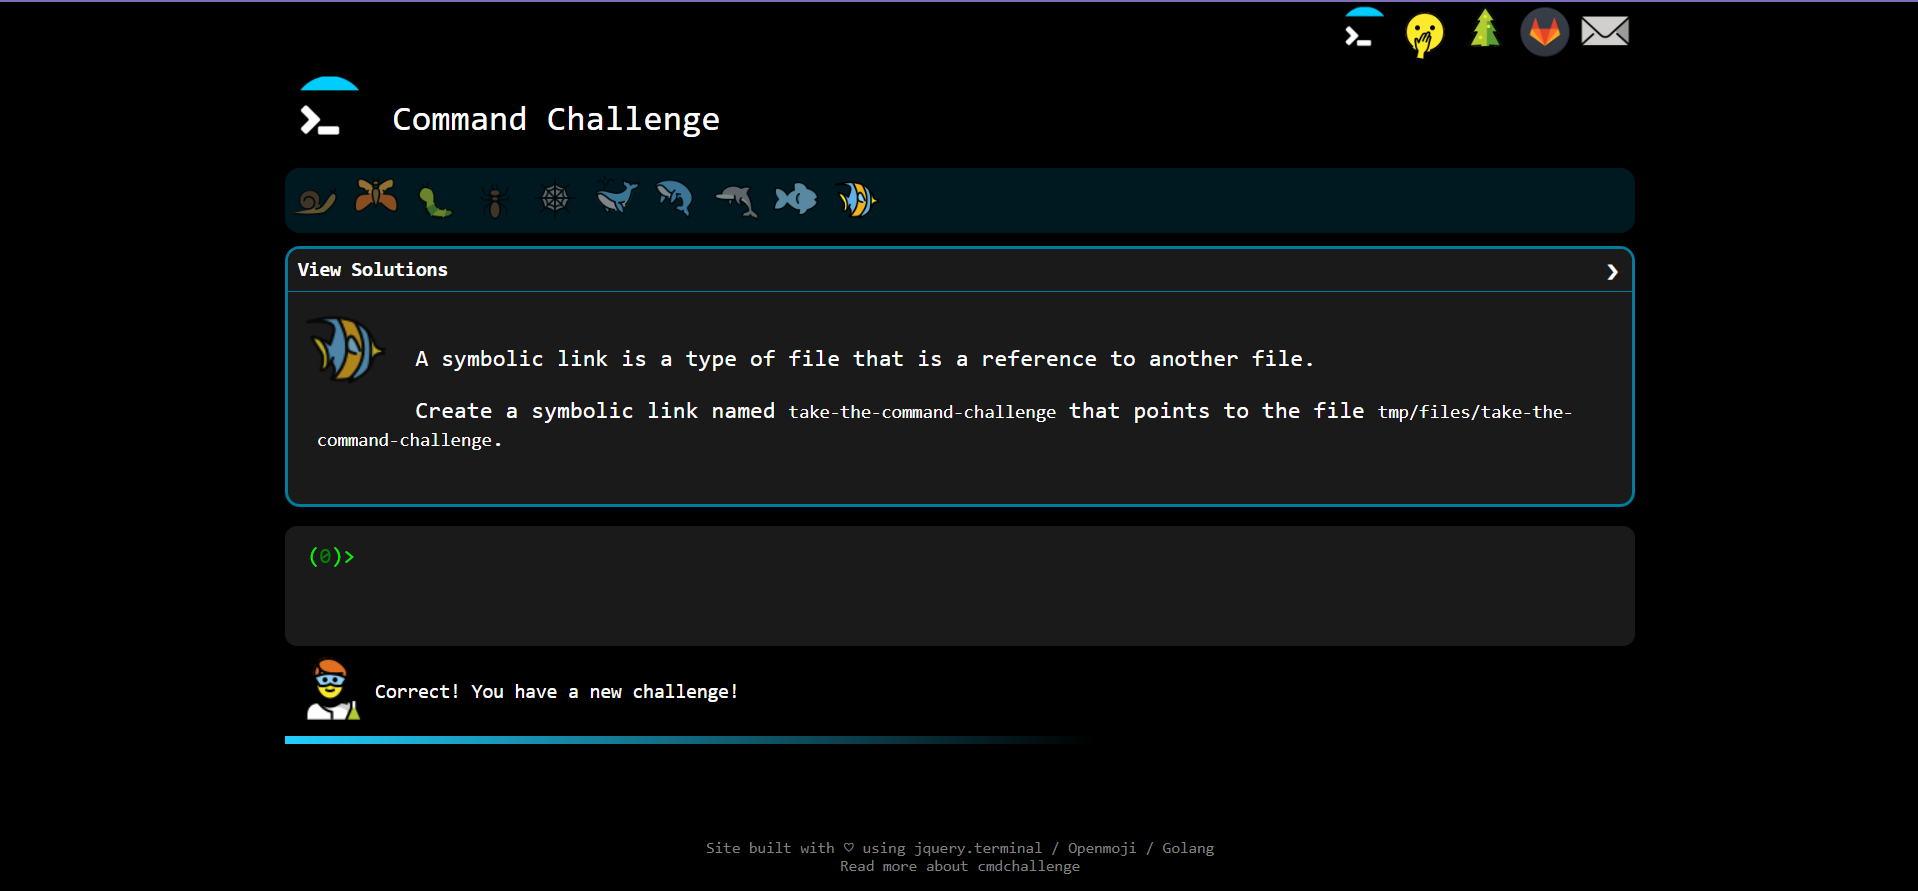 Command Challenge
View Solutions
A symbolic link is a type of file that is a reference to another file.
Create a symbolic link named take-the-command-challenge that points to the file tmp/files/take-the-
command-challenge.
(0)>
Correct! You have a new challenge!
Site built with ♡ using jquery.terminal / Openmoji / Golang
Read more about cmdchallenge